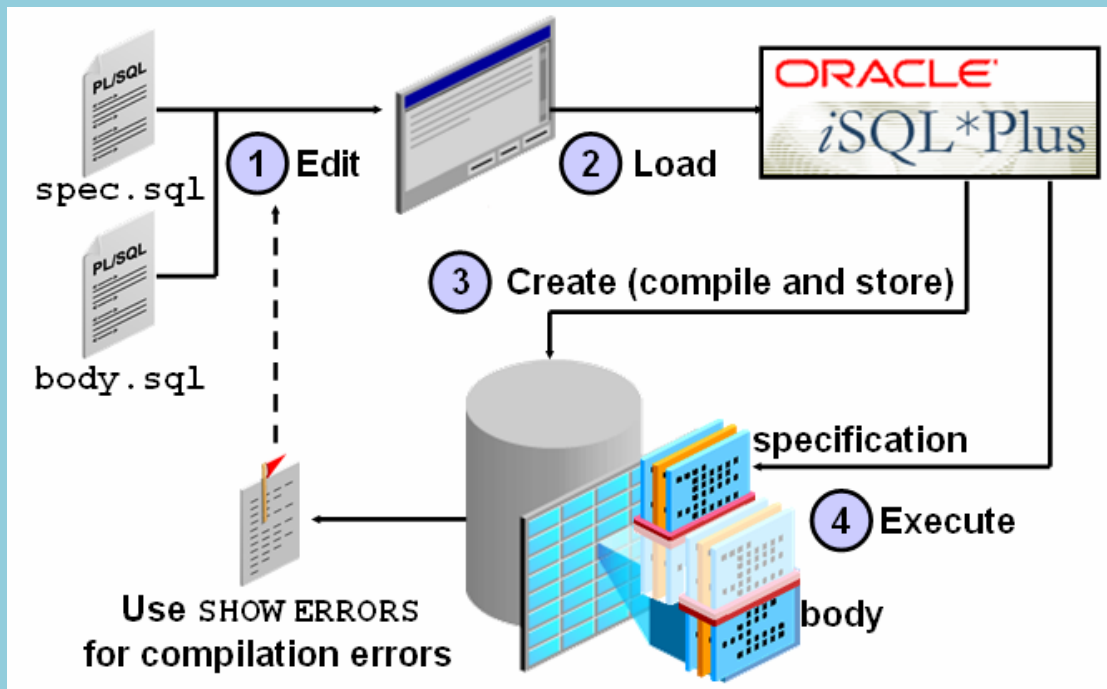 PL/SQL
spec.sql
PL/SQL
body.sql
1 Edit
2 Load
ORACLE'
iSQL*Plus
3 Create (compile and store)
specification
4 Execute
body
Use SHOW ERRORS
for compilation errors